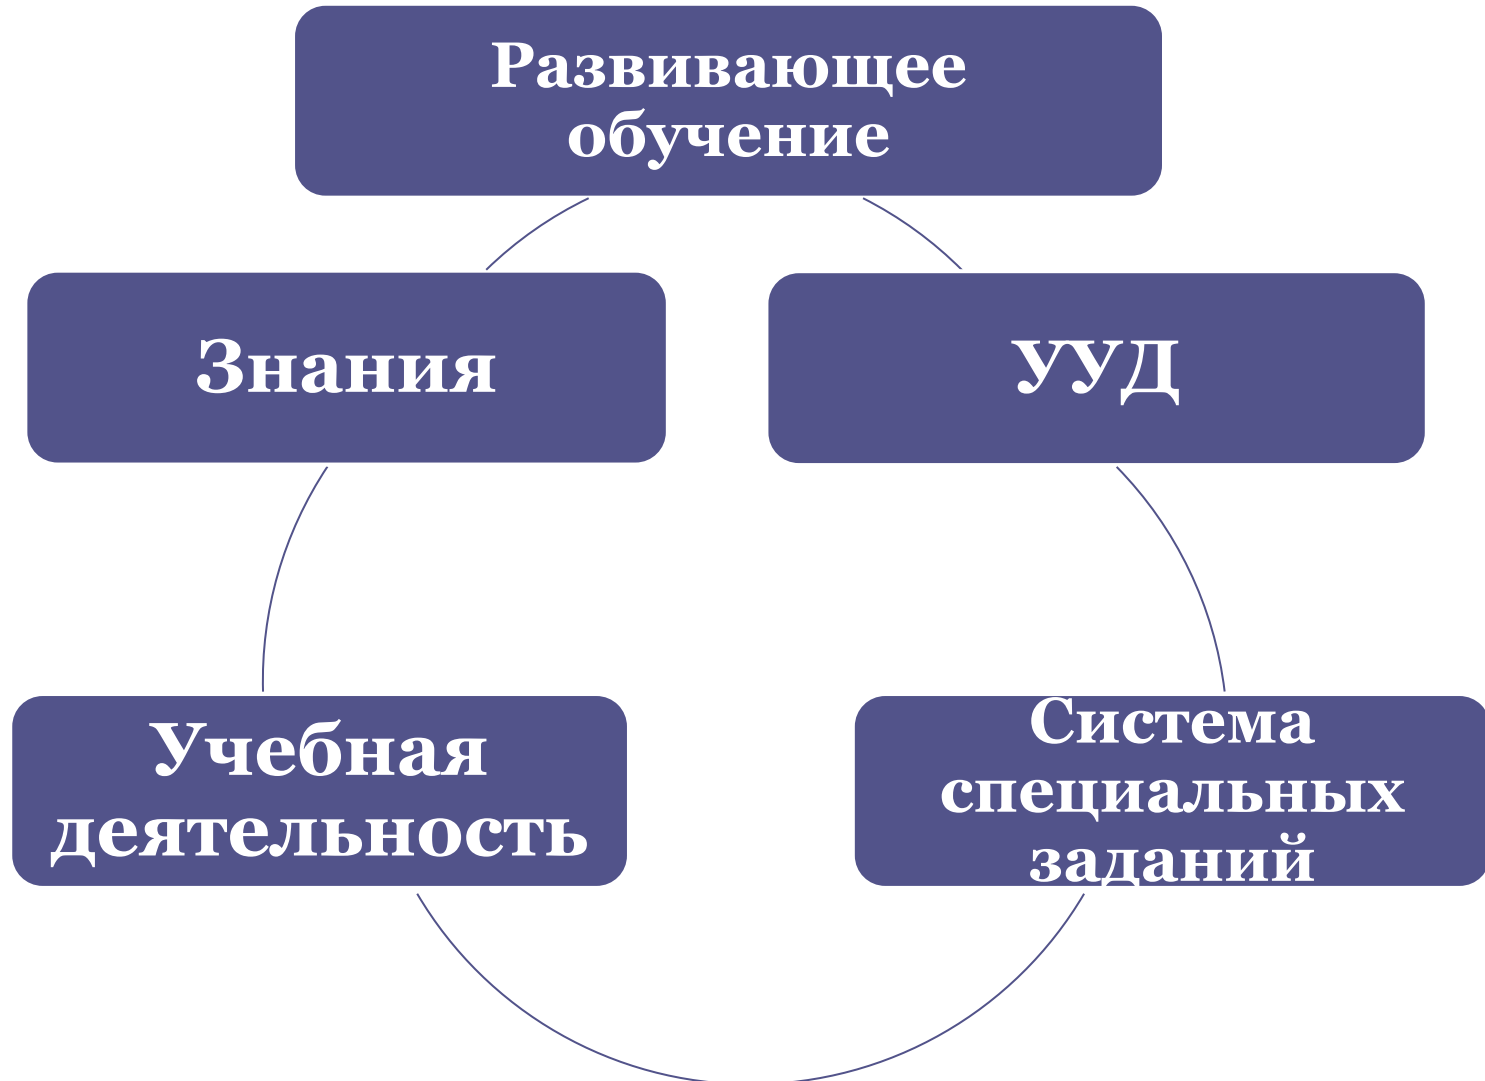 Развивающее
обучение
Знания
УУД
Учебная
деятельность
Система
специальных
заданий